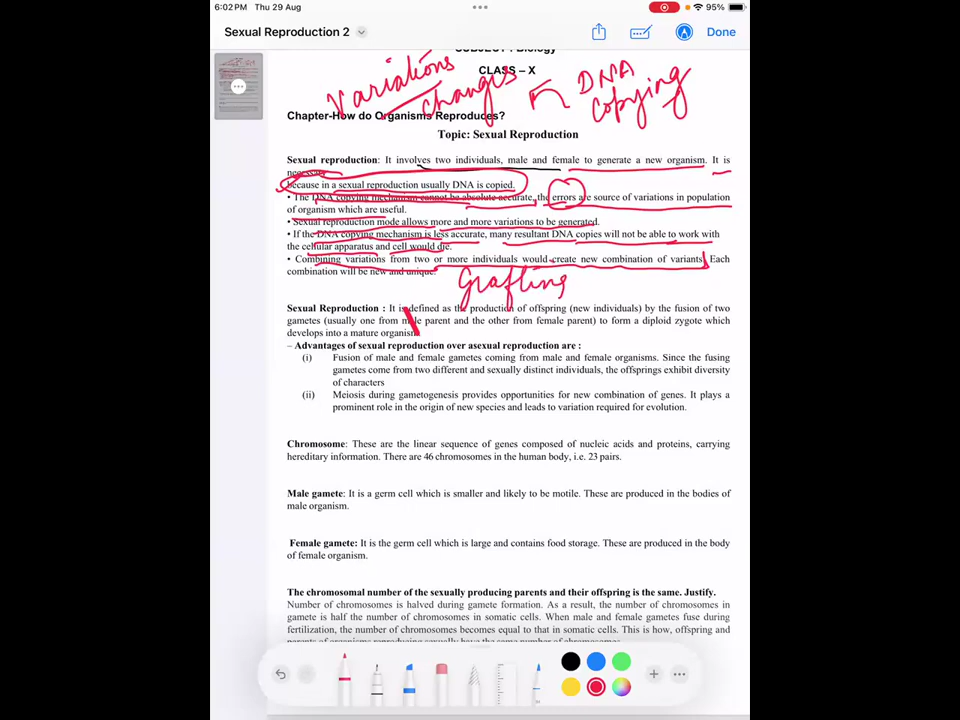 6:02 PM Thu 29 Aug
95%
Sexual Reproduction 2
Done
SUBJECT : Biology
CLASS – X
Variations
changes
DNA
copying
Chapter-How do Organisms Reproduces?
Topic: Sexual Reproduction
Sexual reproduction: It involves two individuals, male and female to generate a new organism. It is
necessary
because in a sexual reproduction usually DNA is copied.
• The DNA copying mechanism cannot be absolute accurate, the errors are source of variations in population
of organism which are useful.
• Sexual reproduction mode allows more and more variations to be generated.
• If the DNA copying mechanism is less accurate, many resultant DNA copies will not be able to work with
the cellular apparatus and cell would die.
• Combining variations from two or more individuals would create new combination of variants. Each
combination will be new and unique.
Grafting
Sexual Reproduction : It is defined as the production of offspring (new individuals) by the fusion of two
gametes (usually one from male parent and the other from female parent) to form a diploid zygote which
develops into a mature organism.
– Advantages of sexual reproduction over asexual reproduction are :
(i) Fusion of male and female gametes coming from male and female organisms. Since the fusing
gametes come from two different and sexually distinct individuals, the offsprings exhibit diversity
of characters
(ii) Meiosis during gametogenesis provides opportunities for new combination of genes. It plays a
prominent role in the origin of new species and leads to variation required for evolution.
Chromosome: These are the linear sequence of genes composed of nucleic acids and proteins, carrying
hereditary information. There are 46 chromosomes in the human body, i.e. 23 pairs.
Male gamete: It is a germ cell which is smaller and likely to be motile. These are produced in the bodies of
male organism.
Female gamete: It is the germ cell which is large and contains food storage. These are produced in the body
of female organism.
The chromosomal number of the sexually producing parents and their offspring is the same. Justify.
Number of chromosomes is halved during gamete formation. As a result, the number of chromosomes in
gamete is half the number of chromosomes in somatic cells. When male and female gametes fuse during
fertilization, the number of chromosomes becomes equal to that in somatic cells. This is how, offspring and
parents of organisms reproducing sexually have the same number of chromosomes.